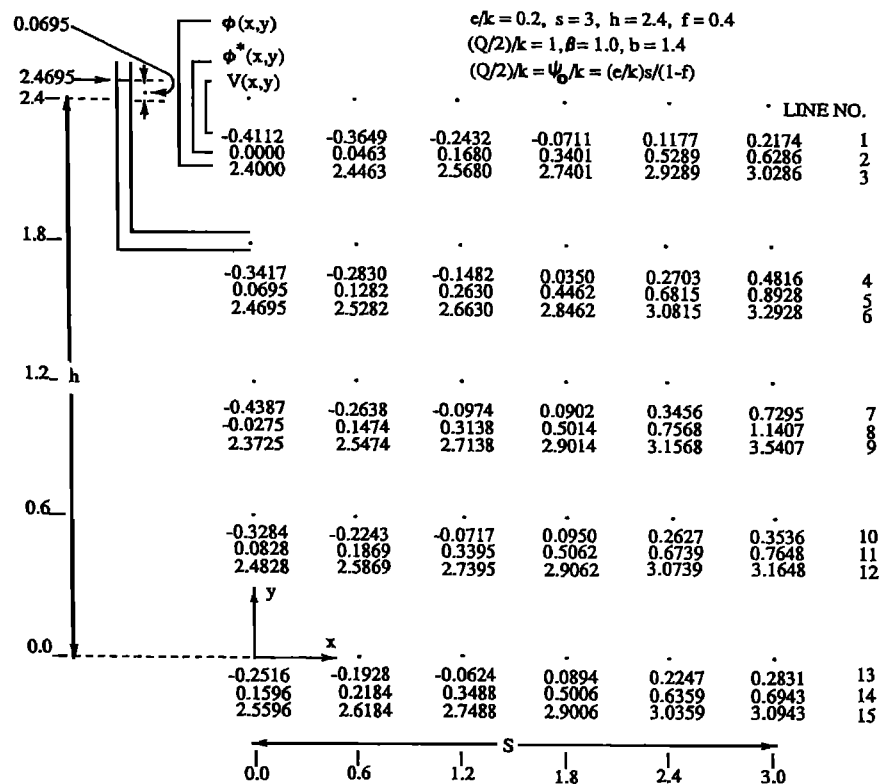 ϕ(x,y)
e/k = 0.2, s = 3, h = 2.4, f = 0.4
0.0695
ϕ*(x,y)
(Q/2)/k = 1, β = 1.0, b = 1.4
2.4695
V(x,y)
(Q/2)/k = Ψ₀/k = (e/k)s/(1-f)
2.4
LINE NO.
-0.4112 -0.3649 -0.2432 -0.0711 0.1177 0.2174 1
0.0000 0.0463 0.1680 0.3401 0.5289 0.6286 2
2.4000 2.4463 2.5680 2.7401 2.9289 3.0286 3
1.8
-0.3417 -0.2830 -0.1482 0.0350 0.2703 0.4816 4
0.0695 0.1282 0.2630 0.4462 0.6815 0.8928 5
2.4695 2.5282 2.6630 2.8462 3.0815 3.2928 6
1.2 h
-0.4387 -0.2638 -0.0974 0.0902 0.3456 0.7295 7
-0.0275 0.1474 0.3138 0.5014 0.7568 1.1407 8
2.3725 2.5474 2.7138 2.9014 3.1568 3.5407 9
0.6
-0.3284 -0.2243 -0.0717 0.0950 0.2627 0.3536 10
0.0828 0.1869 0.3395 0.5062 0.6739 0.7648 11
2.4828 2.5869 2.7395 2.9062 3.0739 3.1648 12
y
0.0
x
-0.2516 -0.1928 -0.0624 0.0894 0.2247 0.2831 13
0.1596 0.2184 0.3488 0.5006 0.6359 0.6943 14
2.5596 2.6184 2.7488 2.9006 3.0359 3.0943 15
S
0.0 0.6 1.2 1.8 2.4 3.0